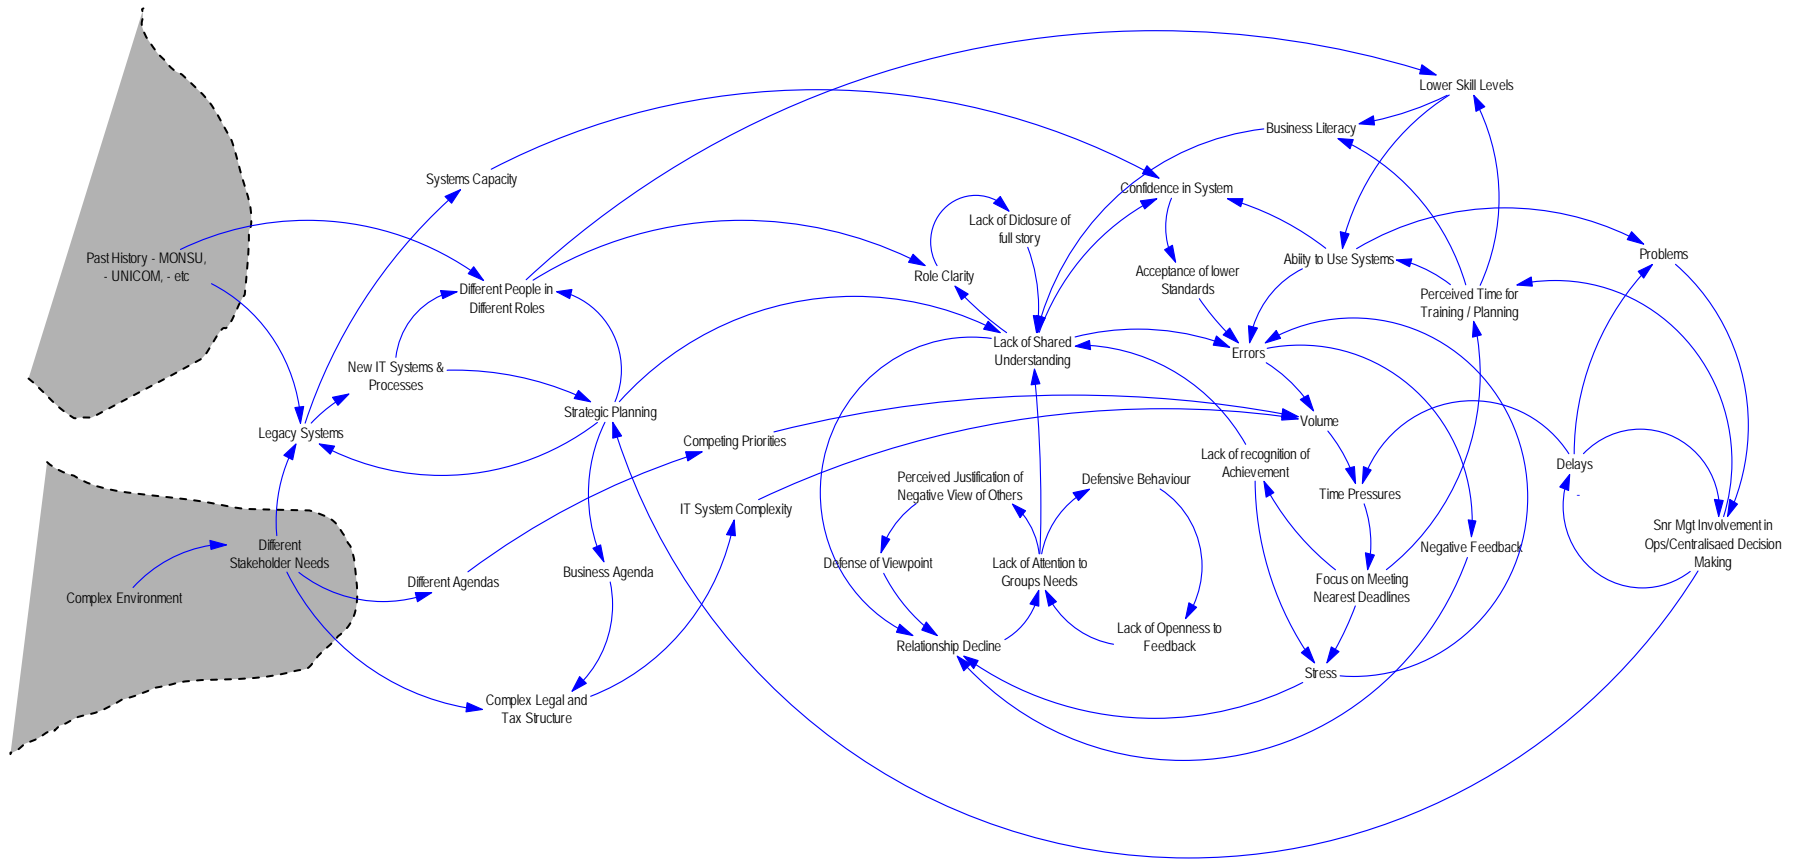 Lower Skill Levels
Business Literacy
Systems Capacity
Confidence in System
Lack of Diclosure of
full story
Past History - MONSU,
- UNICOM, - etc
Different People in
Different Roles
Role Clarity
Acceptance of lower
Standards
Abiity to Use Systems
Problems
Perceived Time for
Training / Planning
Lack of Shared
Understanding
Errors
New IT Systems &
Processes
Strategic Planning
Legacy Systems
Competing Priorities
Volume
Lack of recognition of
Achievement
Delays
-
Perceived Justification of
Negative View of Others
Defensive Behaviour
Time Pressures
IT System Complexity
Snr Mgt Involvement in
Ops/Centralisaed Decision
Making
Different
Stakeholder Needs
Negative Feedback
Defense of Viewpoint
Lack of Attention to
Groups Needs
Business Agenda
Different Agendas
Focus on Meeting
Nearest Deadlines
Complex Environment
Lack of Openness to
Feedback
Relationship Decline
Stress
Complex Legal and
Tax Structure